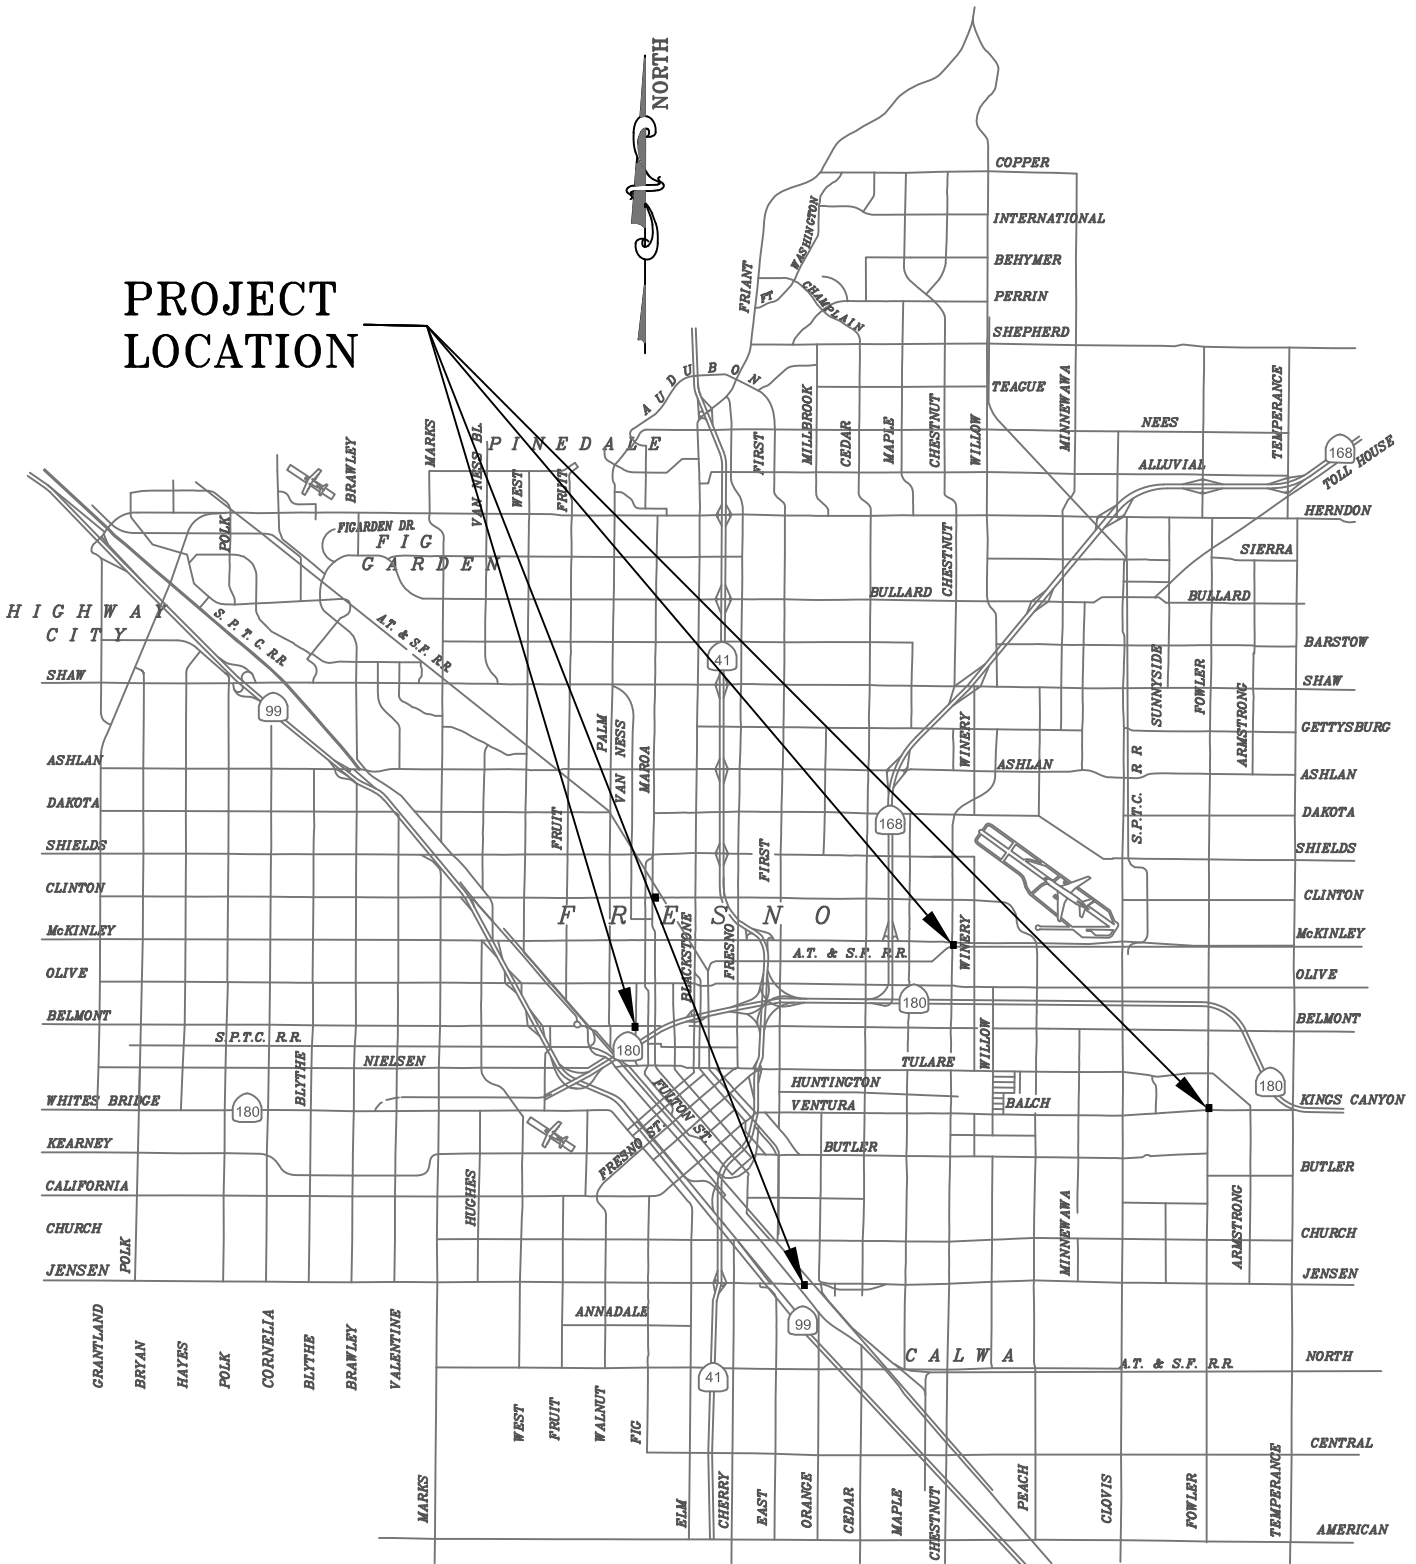 NORTH
COPPER
WASHINGTON
INTERNATIONAL
BEHYMER
FRIANT
FT
CHAMPLAIN
PERRIN
PROJECT
LOCATION
SHEPHERD
AUDUBON
TEAGUE
MINNEWAWA
TEMPERANCE
MARKS
VAN NESS BL.
PINEDALE
FIRST
MILLBROOK
CEDAR
MAPLE
CHESTNUT
WILLOW
NEES
168
TOLL HOUSE
BRAWLEY
WEST
FRUIT
ALLUVIAL
HERNDON
POLK
FIGARDEN DR.
FIG
GARDEN
CHESTNUT
SIERRA
HIGHWAY
CITY
S. P. T. C. R.R.
A.T. & S.F. R.R.
BULLARD
BULLARD
BARSTOW
41
SHAW
SUNNYSIDE
FOWLER
ARMSTRONG
SHAW
99
PALM
VAN NESS
MAROA
WINERY
GETTYSBURG
ASHLAN
ASHLAN
S.P.T.C. R R
ASHLAN
DAKOTA
FRUIT
168
DAKOTA
SHIELDS
FIRST
SHIELDS
CLINTON
CLINTON
FRESNO
McKINLEY
BLACKSTONE
FRESNO
A.T. & S.F. R.R.
WINERY
McKINLEY
OLIVE
OLIVE
BELMONT
180
BELMONT
S.P.T.C. R.R.
BLYTHE
NIELSEN
180
TULARE
WILLOW
HUNTINGTON
180
WHITES BRIDGE
180
FULTON ST.
VENTURA
BALCH
KINGS CANYON
KEARNEY
FRESNO ST.
BUTLER
BUTLER
CALIFORNIA
HUGHES
MINNEWAWA
ARMSTRONG
CHURCH
POLK
CHURCH
JENSEN
JENSEN
GRANTLAND
BRYAN
HAYES
POLK
CORNELIA
BLYTHE
BRAWLEY
VALENTINE
ANNADALE
99
CALWA
A.T. & S.F. R.R.
NORTH
41
WEST
FRUIT
WALNUT
FIG
CENTRAL
MARKS
ELM
CHERRY
EAST
ORANGE
CEDAR
MAPLE
CHESTNUT
PEACH
CLOVIS
FOWLER
TEMPERANCE
AMERICAN